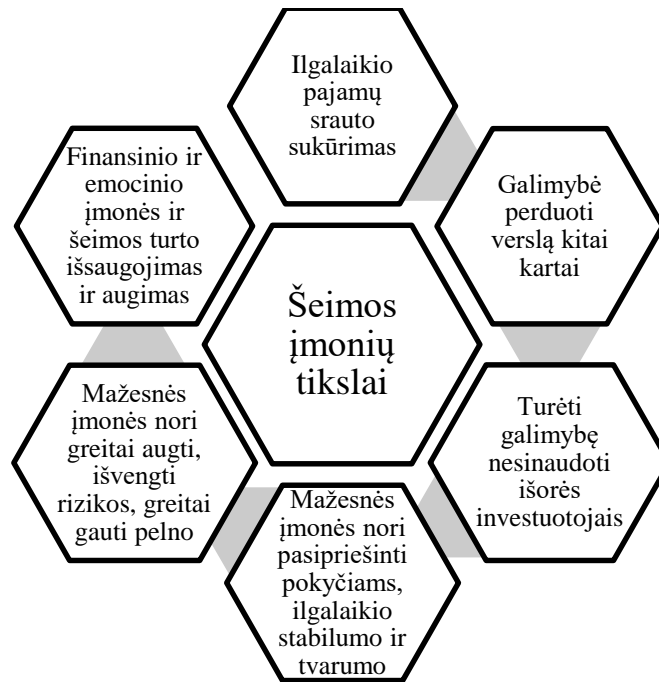 Ilgalaikio
pajamų
srauto
sukūrimas
Galimybė
perduoti
verslą kitai
kartai
Turėti
galimybę
nesinaudoti
išorės
investuotojais
Mažesnės
įmonės nori
pasipriešinti
pokyčiams,
ilgalaikio
stabilumo ir
tvarumo
Mažesnės
įmonės nori
greitai augti,
išvengti
rizikos, greitai
gauti pelno
Finansinio ir
emocinio
įmonės ir
šeimos turto
išsaugojimas
ir augimas
Šeimos
įmonių
tikslai